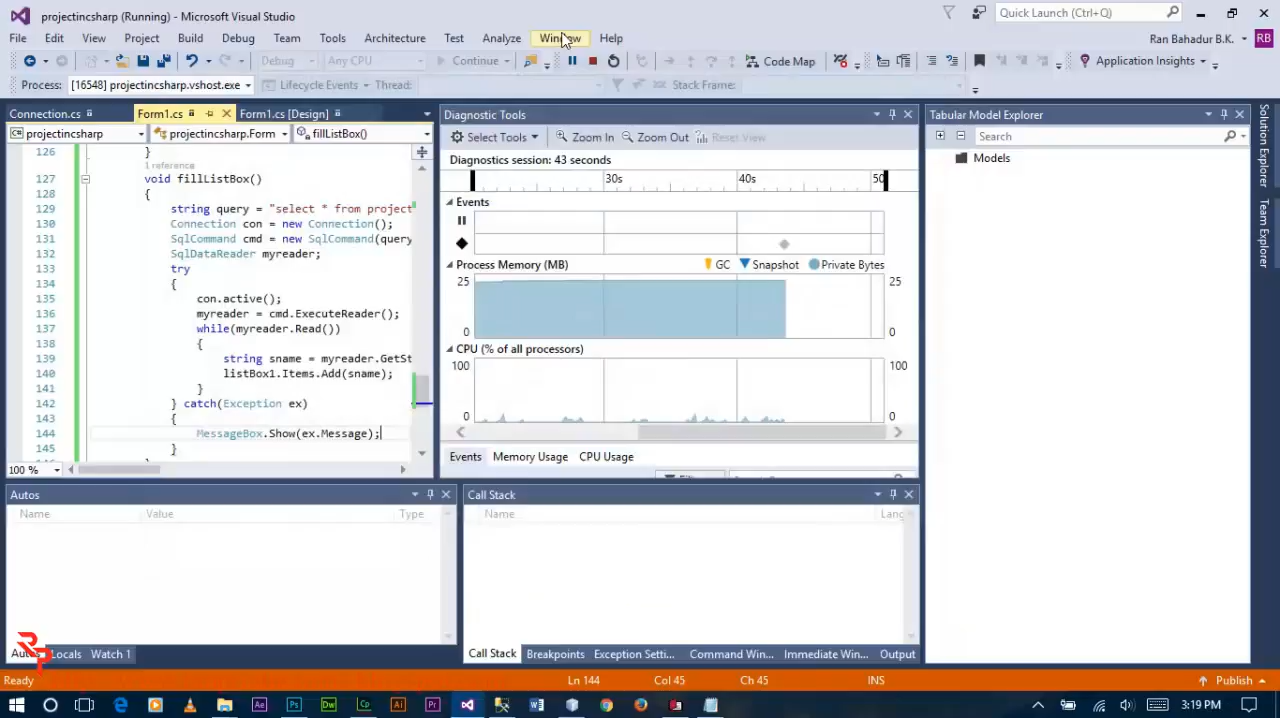 projectincsharp (Running) - Microsoft Visual Studio
Quick Launch (Ctrl+Q)
File Edit View Project Build Debug Team Tools Architecture Test Analyze Window Help
Ran Bahadur B.K. RB
Debug Any CPU Continue Code Map Application Insights
Process: [16548] projectincsharp.vshost.exe Lifecycle Events Thread: Stack Frame:
Connection.cs Form1.cs Form1.cs [Design]
projectincsharp projectincsharp.Form fillListBox()
126 }
1 reference
127 void fillListBox()
128 {
129 string query = "select * from project
130 Connection con = new Connection();
131 SqlCommand cmd = new SqlCommand(query
132 SqlDataReader myreader;
133 try
134 {
135 con.active();
136 myreader = cmd.ExecuteReader();
137 while(myreader.Read())
138 {
139 string sname = myreader.GetSt
140 listBox1.Items.Add(sname);
141 }
142 } catch(Exception ex)
143 {
144 MessageBox.Show(ex.Message);
145 }
100 %
Diagnostic Tools
Select Tools Zoom In Zoom Out Reset View
Diagnostics session: 43 seconds
30s 40s 50
Events
Process Memory (MB) GC Snapshot Private Bytes
25 25
0 0
CPU (% of all processors)
100 100
0 0
Events Memory Usage CPU Usage
Tabular Model Explorer
Search
Models
Solution Explorer
Team Explorer
Autos
Name Value Type
Autos Locals Watch 1
Call Stack
Name Lang
Call Stack Breakpoints Exception Setti... Command Win... Immediate Win... Output
RP
Ready Ln 144 Col 45 Ch 45 INS Publish
3:19 PM